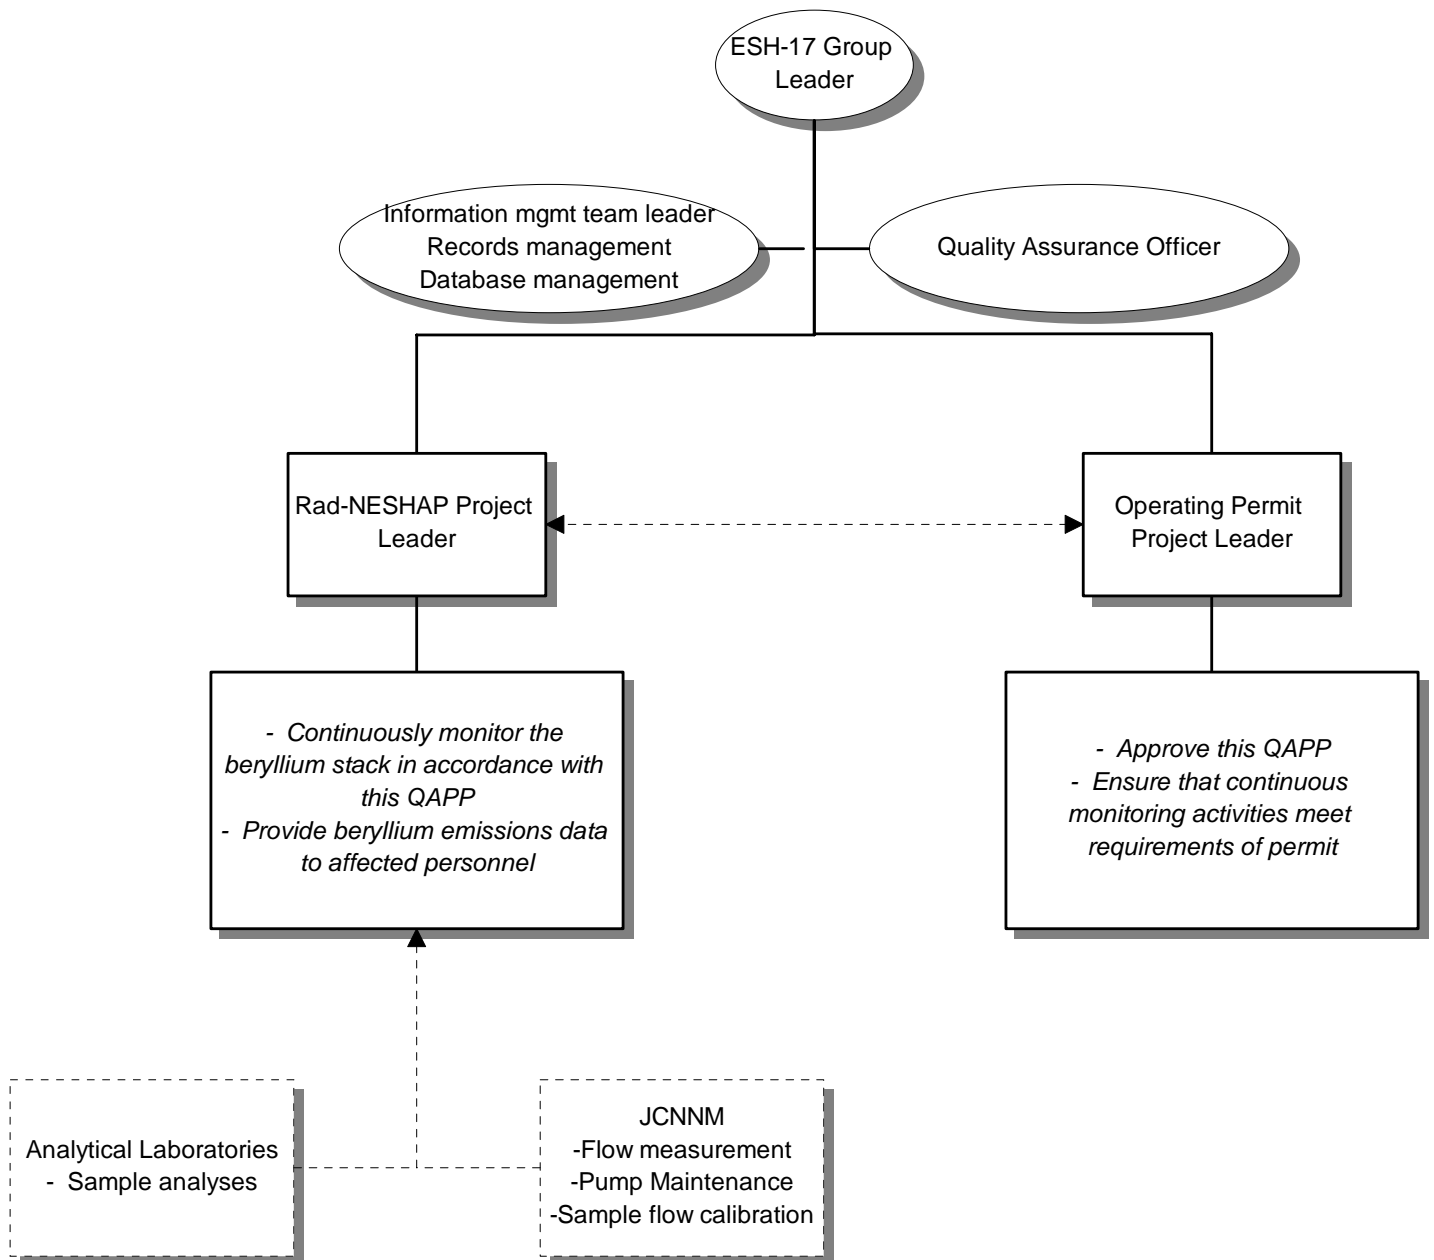 ESH-17 Group
Leader
Information mgmt team leader
Records management
Database management
Quality Assurance Officer
Rad-NESHAP Project
Leader
Operating Permit
Project Leader
- Continuously monitor the
beryllium stack in accordance with
this QAPP
- Provide beryllium emissions data
to affected personnel
- Approve this QAPP
- Ensure that continuous
monitoring activities meet
requirements of permit
Analytical Laboratories
- Sample analyses
JCNNM
-Flow measurement
-Pump Maintenance
-Sample flow calibration